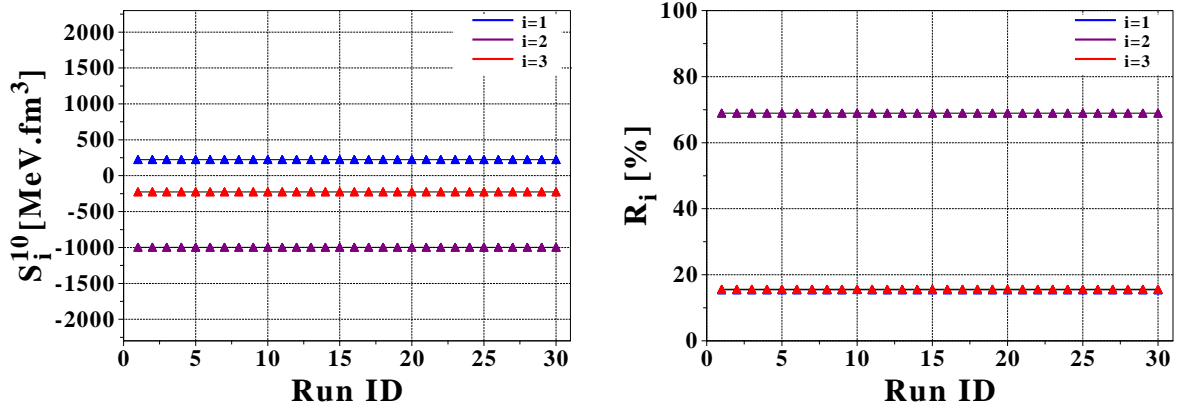 i=1
i=2
i=3
2000
1500
1000
500
0
-500
-1000
-1500
-2000
S_i^10 [MeV.fm^3]
0 5 10 15 20 25 30
Run ID
i=1
i=2
i=3
100
80
60
40
20
0
R_i [%]
0 5 10 15 20 25 30
Run ID